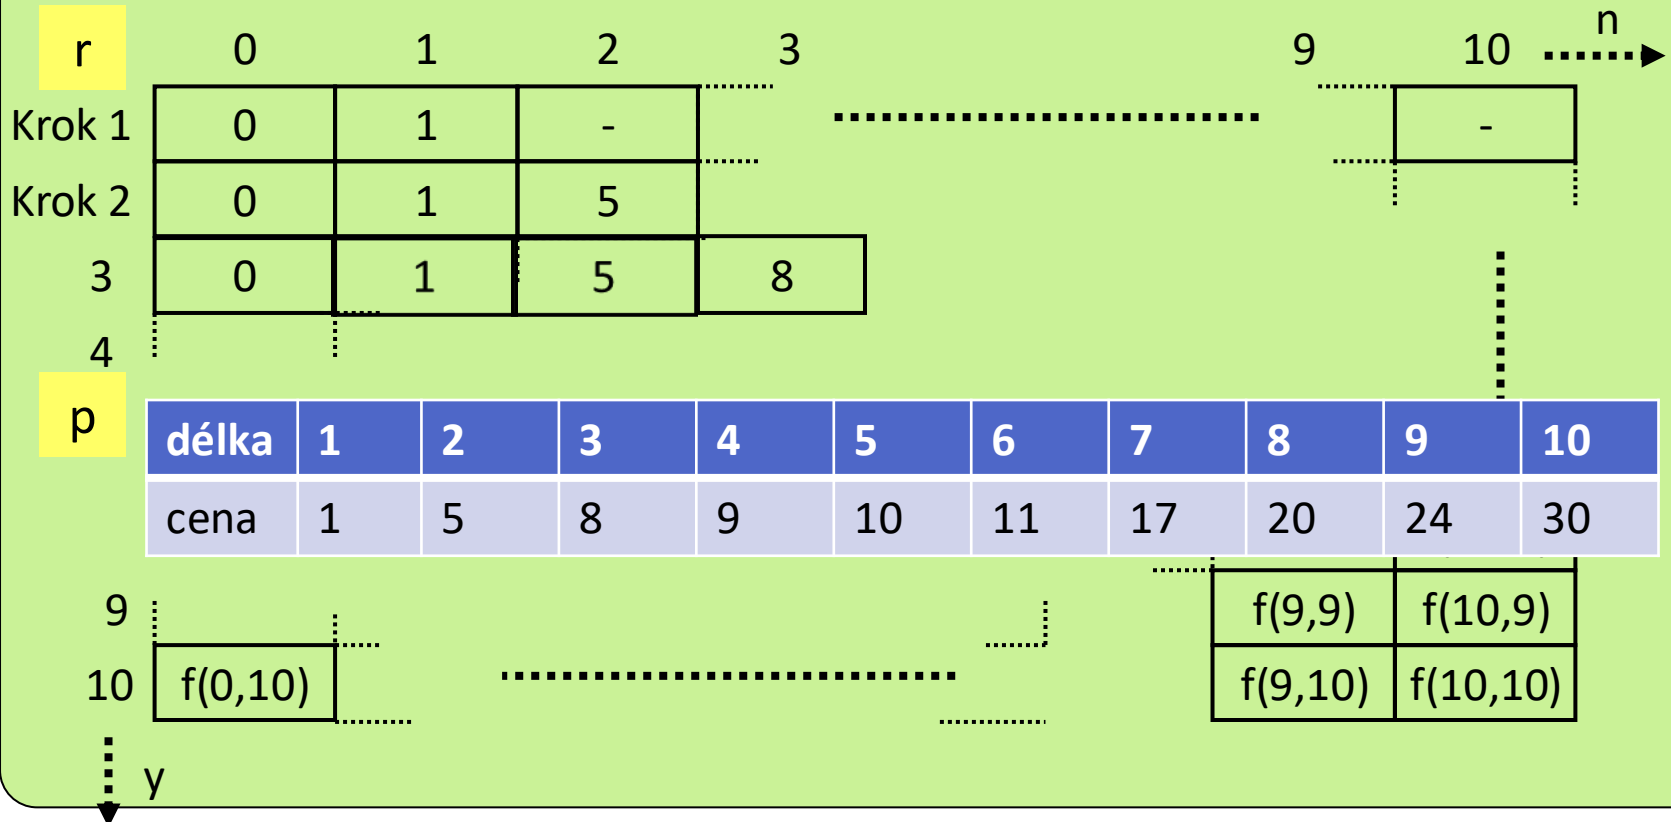 n
r 0 1 2 3 9 10
Krok 1 0 1 - -
Krok 2 0 1 5
3 0 1 5 8
4
p
délka 1 2 3 4 5 6 7 8 9 10
cena 1 5 8 9 10 11 17 20 24 30
9 f(9,9) f(10,9)
10 f(0,10) f(9,10) f(10,10)
y